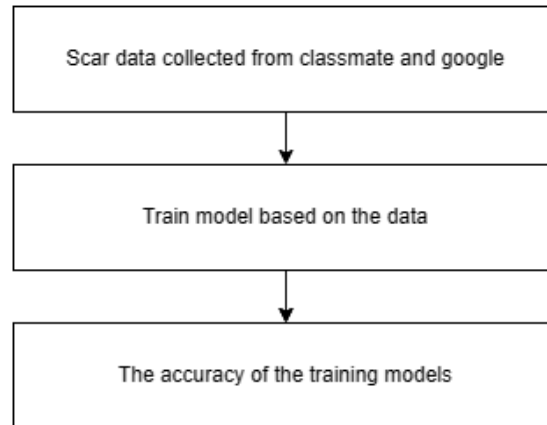 Scar data collected from classmate and google
Train model based on the data
The accuracy of the training models